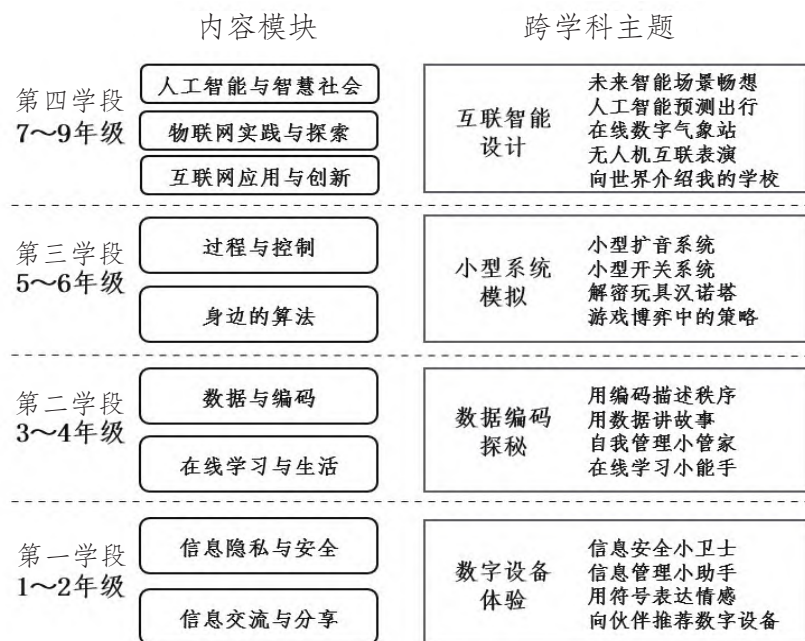 内容模块
跨学科主题
第四学段
7～9年级
人工智能与智慧社会
物联网实践与探索
互联网应用与创新
互联智能
设计
未来智能场景畅想
人工智能预测出行
在线数字气象站
无人机互联表演
向世界介绍我的学校
第三学段
5～6年级
过程与控制
身边的算法
小型系统
模拟
小型扩音系统
小型开关系统
解密玩具汉诺塔
游戏博弈中的策略
第二学段
3～4年级
数据与编码
在线学习与生活
数据编码
探秘
用编码描述秩序
用数据讲故事
自我管理小管家
在线学习小能手
第一学段
1～2年级
信息隐私与安全
信息交流与分享
数字设备
体验
信息安全小卫士
信息管理小助手
用符号表达情感
向伙伴推荐数字设备